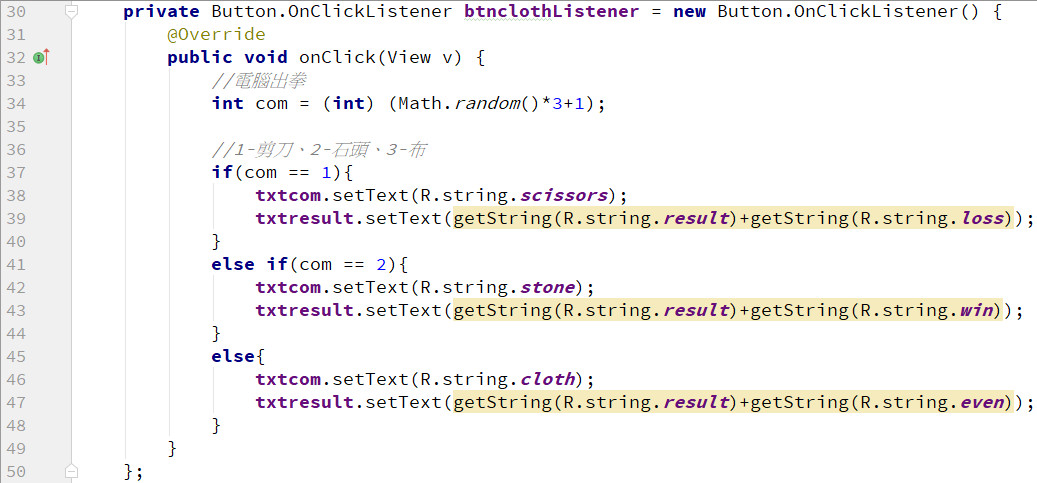 30 private Button.OnClickListener btnclothListener = new Button.OnClickListener() {
31 @Override
32 public void onClick(View v) {
33 //電腦出拳
34 int com = (int) (Math.random()*3+1);
35
36 //1-剪刀、2-石頭、3-布
37 if(com == 1){
38 txtcom.setText(R.string.scissors);
39 txtresult.setText(getString(R.string.result)+getString(R.string.loss));
40 }
41 else if(com == 2){
42 txtcom.setText(R.string.stone);
43 txtresult.setText(getString(R.string.result)+getString(R.string.win));
44 }
45 else{
46 txtcom.setText(R.string.cloth);
47 txtresult.setText(getString(R.string.result)+getString(R.string.even));
48 }
49 }
50 };